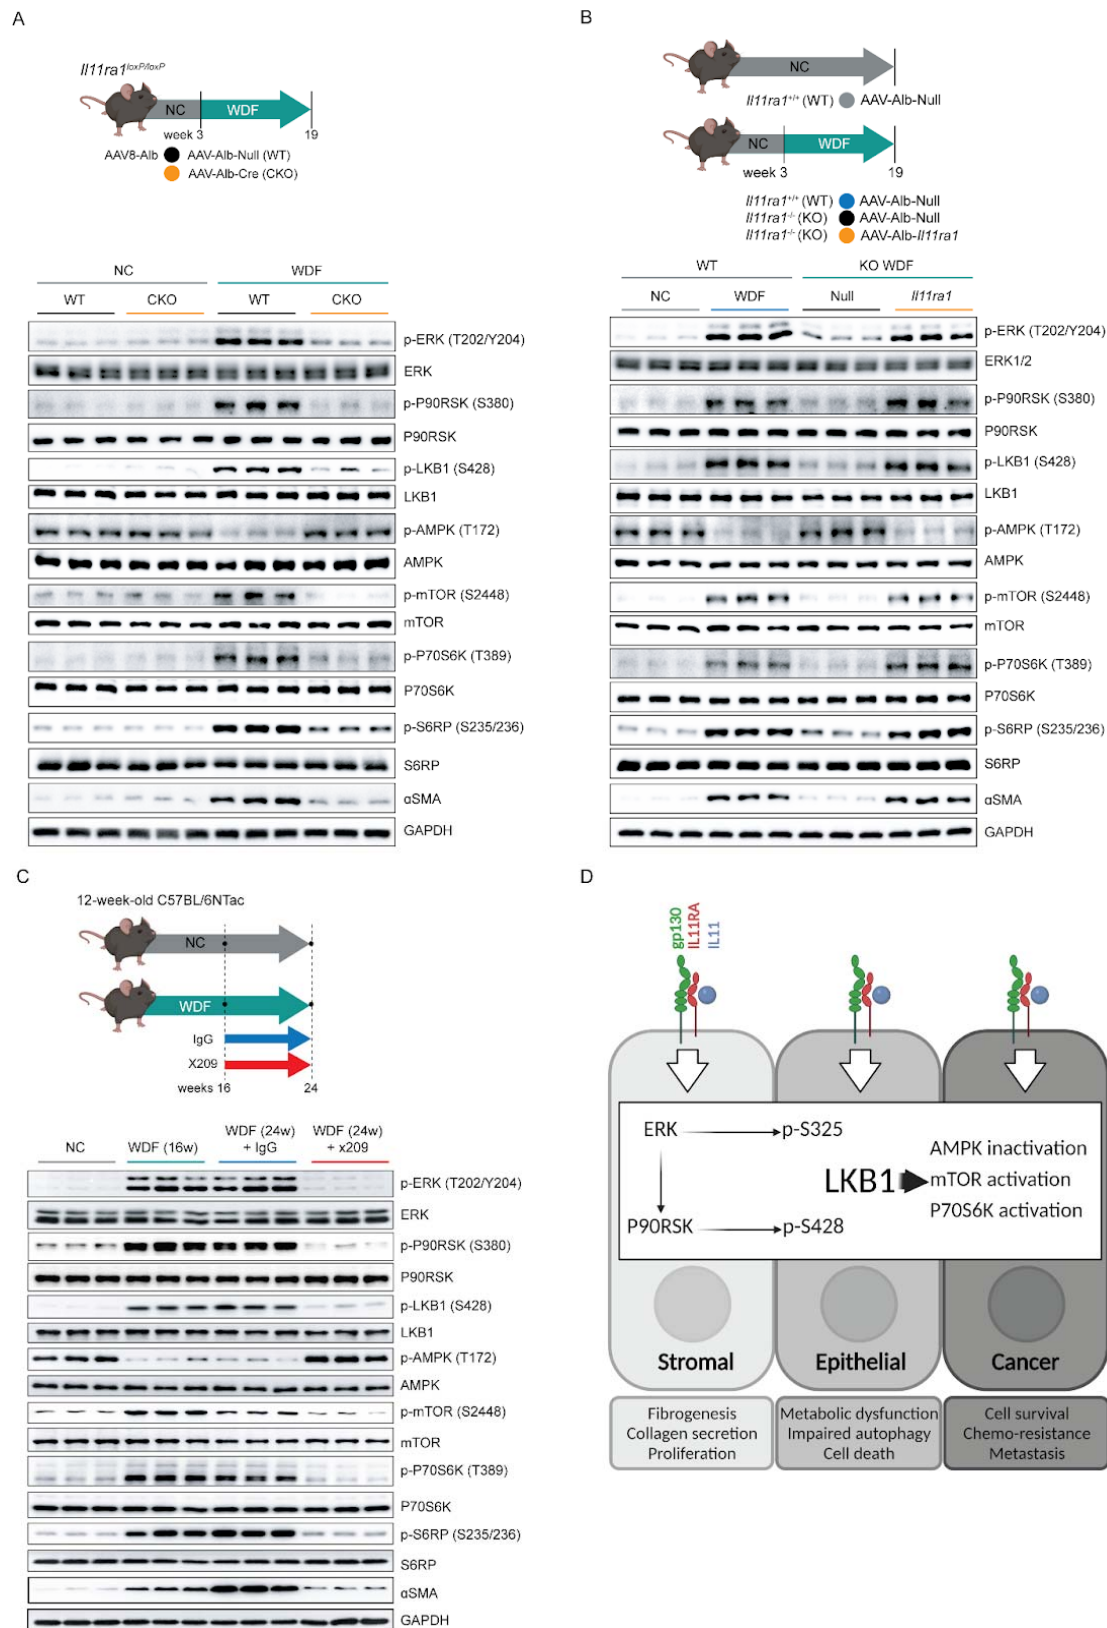 A
Il11ra1loxP/loxP
NC
WDF
week 3
19
AAV8-Alb
AAV-Alb-Null (WT)
AAV-Alb-Cre (CKO)
NC
WDF
WT
CKO
WT
CKO
p-ERK (T202/Y204)
ERK
p-P90RSK (S380)
P90RSK
p-LKB1 (S428)
LKB1
p-AMPK (T172)
AMPK
p-mTOR (S2448)
mTOR
p-P70S6K (T389)
P70S6K
p-S6RP (S235/236)
S6RP
αSMA
GAPDH
B
NC
Il11ra1+/+ (WT)
AAV-Alb-Null
NC
WDF
week 3
19
Il11ra1+/+ (WT)
AAV-Alb-Null
Il11ra1-/- (KO)
AAV-Alb-Null
Il11ra1-/- (KO)
AAV-Alb-Il11ra1
WT
KO WDF
NC
WDF
Null
Il11ra1
p-ERK (T202/Y204)
ERK1/2
p-P90RSK (S380)
P90RSK
p-LKB1 (S428)
LKB1
p-AMPK (T172)
AMPK
p-mTOR (S2448)
mTOR
p-P70S6K (T389)
P70S6K
p-S6RP (S235/236)
S6RP
αSMA
GAPDH
C
12-week-old C57BL/6NTac
NC
WDF
IgG
X209
weeks 16
24
NC
WDF (16w)
WDF (24w)
+ IgG
WDF (24w)
+ x209
p-ERK (T202/Y204)
ERK
p-P90RSK (S380)
P90RSK
p-LKB1 (S428)
LKB1
p-AMPK (T172)
AMPK
p-mTOR (S2448)
mTOR
p-P70S6K (T389)
P70S6K
p-S6RP (S235/236)
S6RP
αSMA
GAPDH
D
gp130
IL11RA
IL11
ERK
p-S325
P90RSK
p-S428
LKB1
AMPK inactivation
mTOR activation
P70S6K activation
Stromal
Epithelial
Cancer
Fibrogenesis
Collagen secretion
Proliferation
Metabolic dysfunction
Impaired autophagy
Cell death
Cell survival
Chemo-resistance
Metastasis